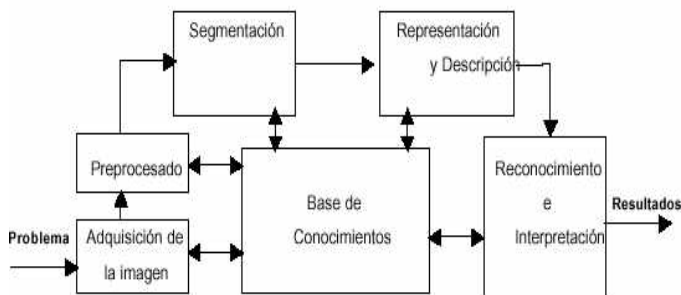 Segmentación
Representación
y Descripción
Preprocesado
Reconocimiento
e
Interpretación
Base de
Conocimientos
Resultados
Problema
Adquisición de
la imagen